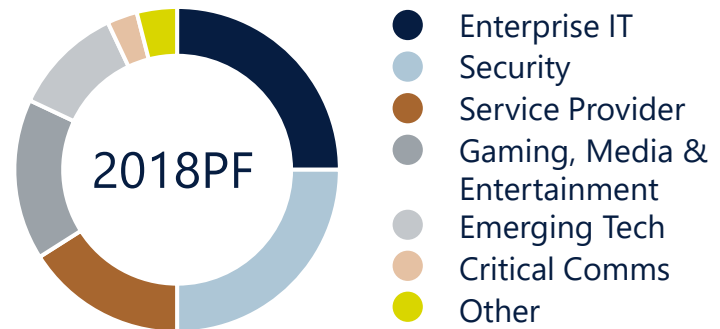 2018PF
Enterprise IT
Security
Service Provider
Gaming, Media &
Entertainment
Emerging Tech
Critical Comms
Other